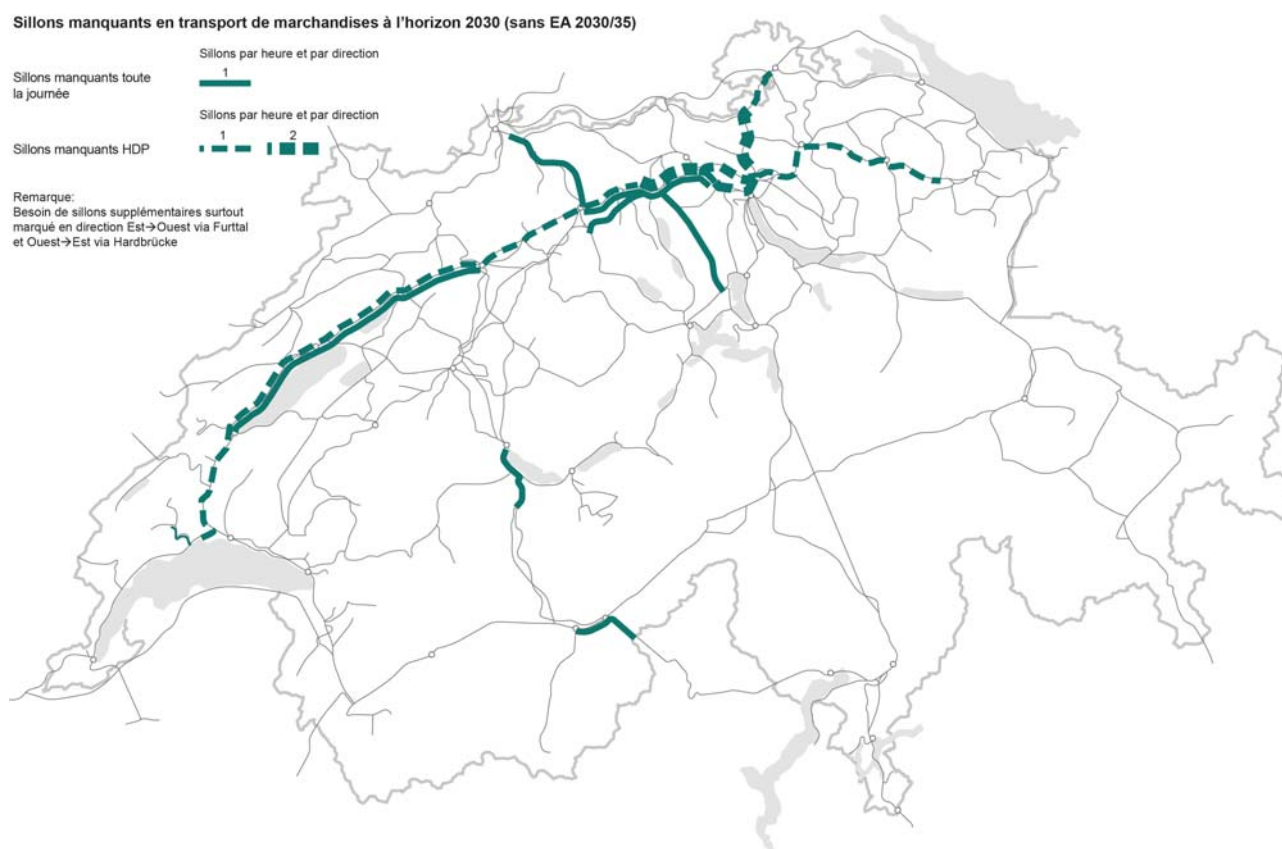 Sillons manquants en transport de marchandises à l'horizon 2030 (sans EA 2030/35)
Sillons par heure et par direction
Sillons manquants toute
la journée
1
Sillons par heure et par direction
Sillons manquants HDP
1
2
Remarque:
Besoin de sillons supplémentaires surtout
marqué en direction Est→Ouest via Furttal
et Ouest→Est via Hardbrücke